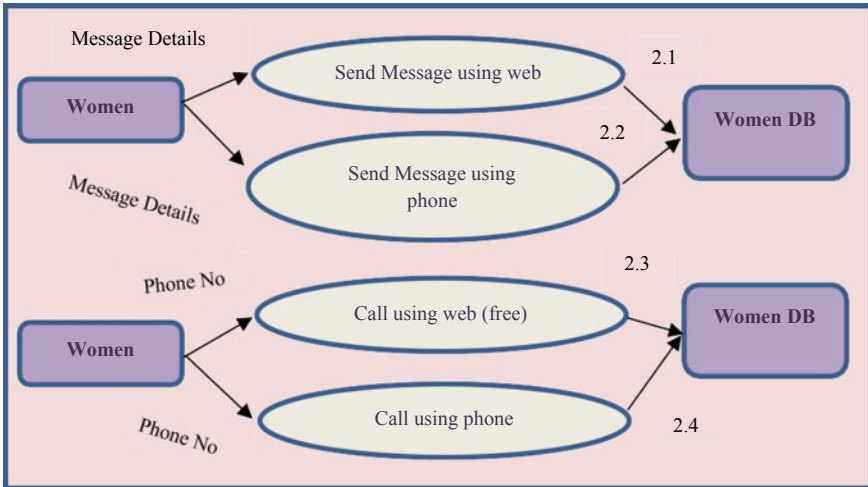 Message Details
Send Message using web
2.1
Women
Women DB
2.2
Send Message using
phone
Message Details
2.3
Phone No
Call using web (free)
Women DB
Women
Call using phone
2.4
Phone No